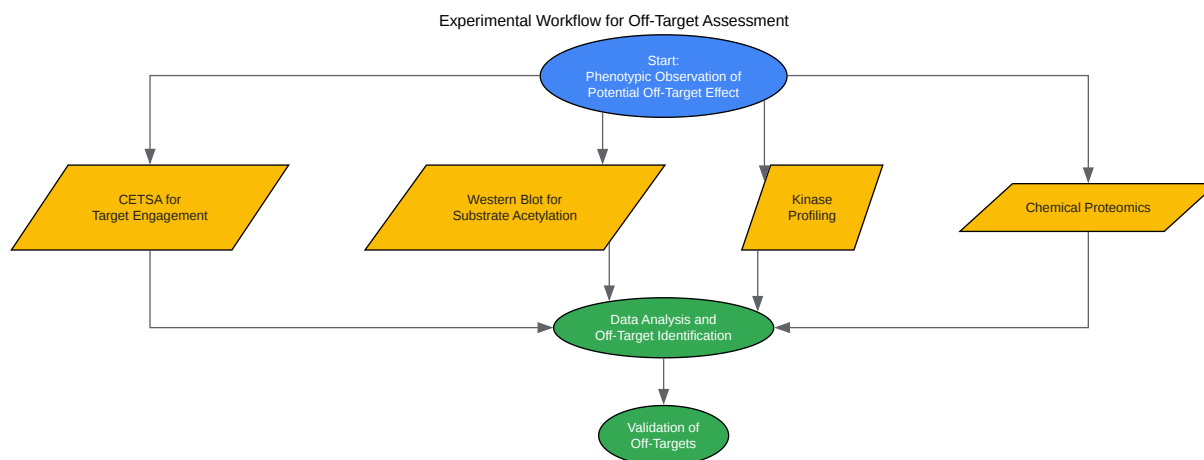 Experimental Workflow for Off-Target Assessment
Start:
Phenotypic Observation of
Potential Off-Target Effect
CETSA for
Target Engagement
Western Blot for
Substrate Acetylation
Kinase
Profiling
Chemical Proteomics
Data Analysis and
Off-Target Identification
Validation of
Off-Targets